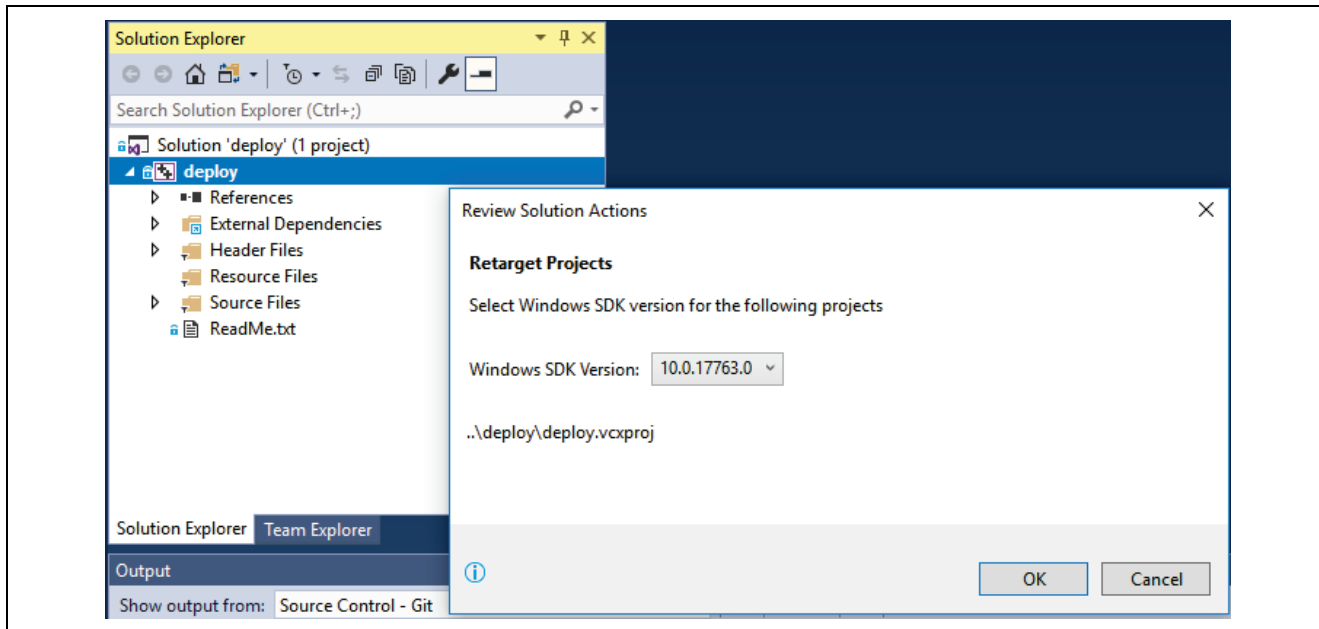 Solution Explorer
Search Solution Explorer (Ctrl+;)
Solution 'deploy' (1 project)
deploy
References
External Dependencies
Header Files
Resource Files
Source Files
ReadMe.txt
Solution Explorer Team Explorer
Output
Show output from: Source Control - Git
Review Solution Actions
Retarget Projects
Select Windows SDK version for the following projects
Windows SDK Version: 10.0.17763.0
..\deploy\deploy.vcxproj
OK Cancel